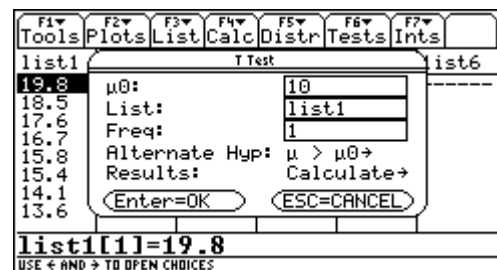 F1▾ F2▾ F3▾ F4▾ F5▾ F6▾ F7▾
Tools Plots List Calc Distr Tests Ints
list1 T Test list6
19.8 μ0: 10 ------
18.5 List: list1
17.6 Freq: 1
16.7 Alternate Hyp: μ > μ0→
15.8 Results: Calculate→
15.4
14.1 Enter=OK ESC=CANCEL
13.6
list1[1]=19.8
USE ← AND → TO OPEN CHOICES